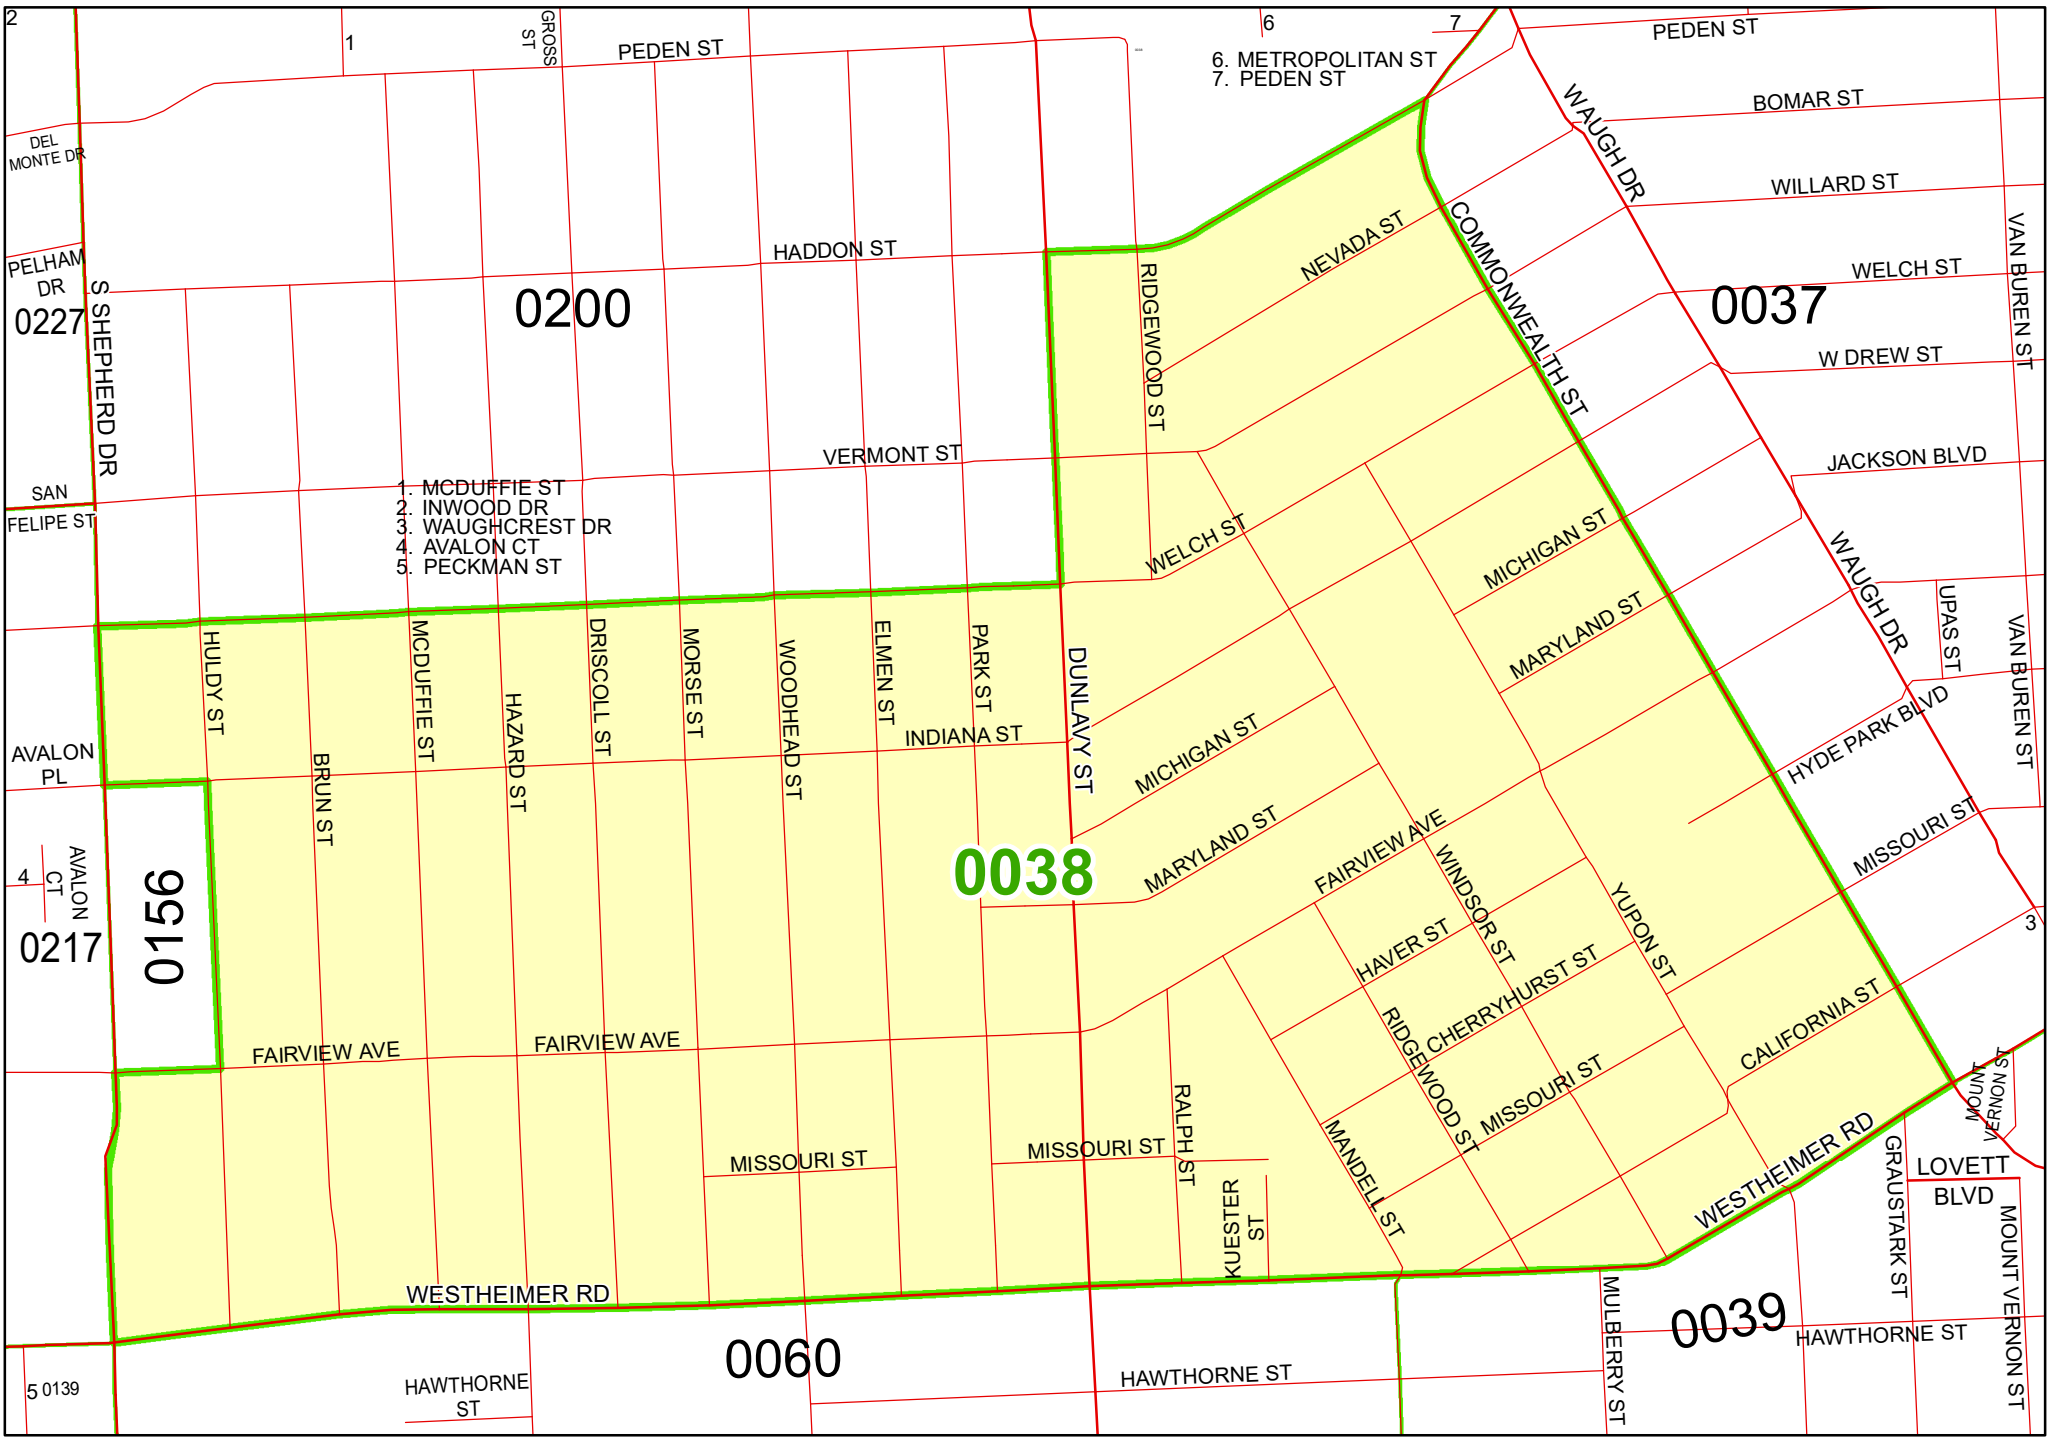 2
1
GROSS
ST
PEDEN ST
6
7
6. METROPOLITAN ST
7. PEDEN ST
PEDEN ST
BOMAR ST
WAUGH DR
WILLARD ST
DEL
MONTE DR
PELHAM
DR
0227
S SHEPHERD DR
HADDON ST
0200
RIDGEWOOD ST
NEVADA ST
COMMONWEALTH ST
VAN BUREN ST
WELCH ST
0037
W DREW ST
VERMONT ST
JACKSON BLVD
SAN
FELIPE ST
1. MCDUFFIE ST
2. INWOOD DR
3. WAUGHCREST DR
4. AVALON CT
5. PECKMAN ST
WELCH ST
MICHIGAN ST
MARYLAND ST
WAUGH DR
UPAS ST
VAN BUREN ST
HULDY ST
BRUN ST
MCDUFFIE ST
HAZARD ST
DRISCOLL ST
MORSE ST
WOODHEAD ST
ELMEN ST
PARK ST
DUNLAVY ST
INDIANA ST
MICHIGAN ST
MARYLAND ST
HYDE PARK BLVD
MISSOURI ST
AVALON
PL
4
AVALON
CT
0217
0156
0038
FAIRVIEW AVE
WINDSOR ST
YUPON ST
HAVER ST
CHERRYHURST ST
3
FAIRVIEW AVE
FAIRVIEW AVE
RIDGEWOOD ST
MISSOURI ST
CALIFORNIA ST
MOUNT
VERNON ST
RALPH ST
MISSOURI ST
MISSOURI ST
MANDELL ST
KUESTER
ST
WESTHEIMER RD
GRAUSTARK ST
LOVETT
BLVD
MOUNT VERNON ST
WESTHEIMER RD
MULBERRY ST
0039
HAWTHORNE ST
0060
5 0139
HAWTHORNE
ST
HAWTHORNE ST